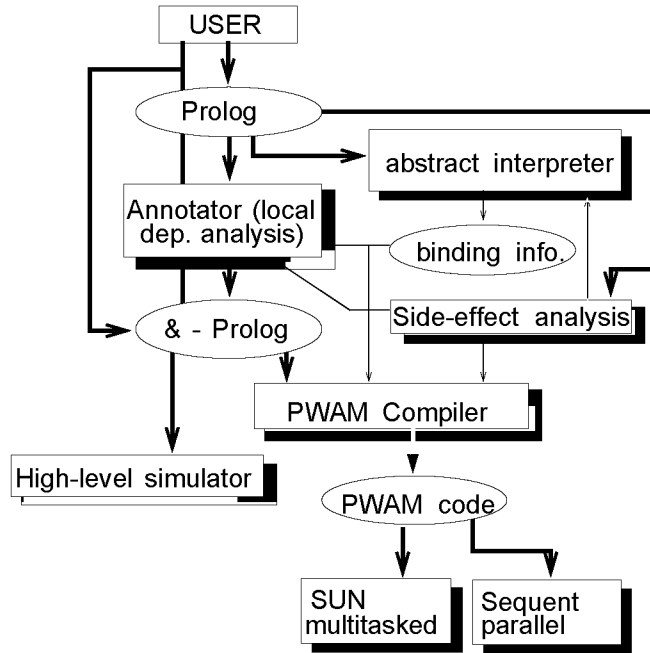 USER
Prolog
abstract interpreter
Annotator (local
dep. analysis)
binding info.
Side-effect analysis
& - Prolog
PWAM Compiler
High-level simulator
PWAM code
SUN
multitasked
Sequent
parallel